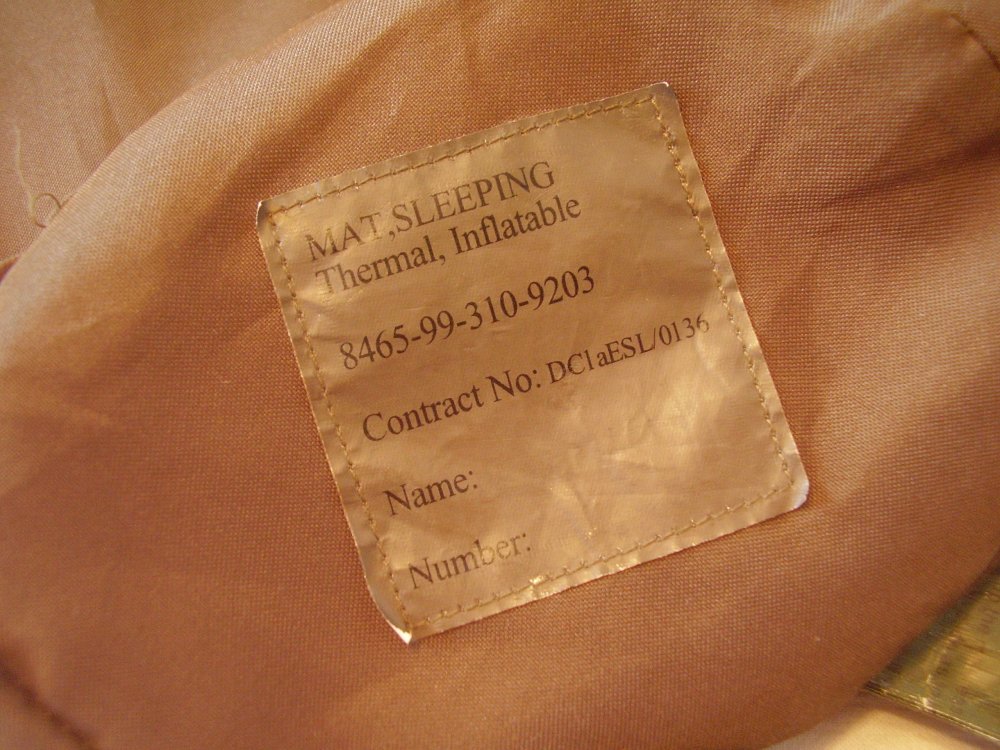 MAT,SLEEPING
Thermal, Inflatable
8465-99-310-9203
Contract No: DC1aESL/0136
Name:
Number: